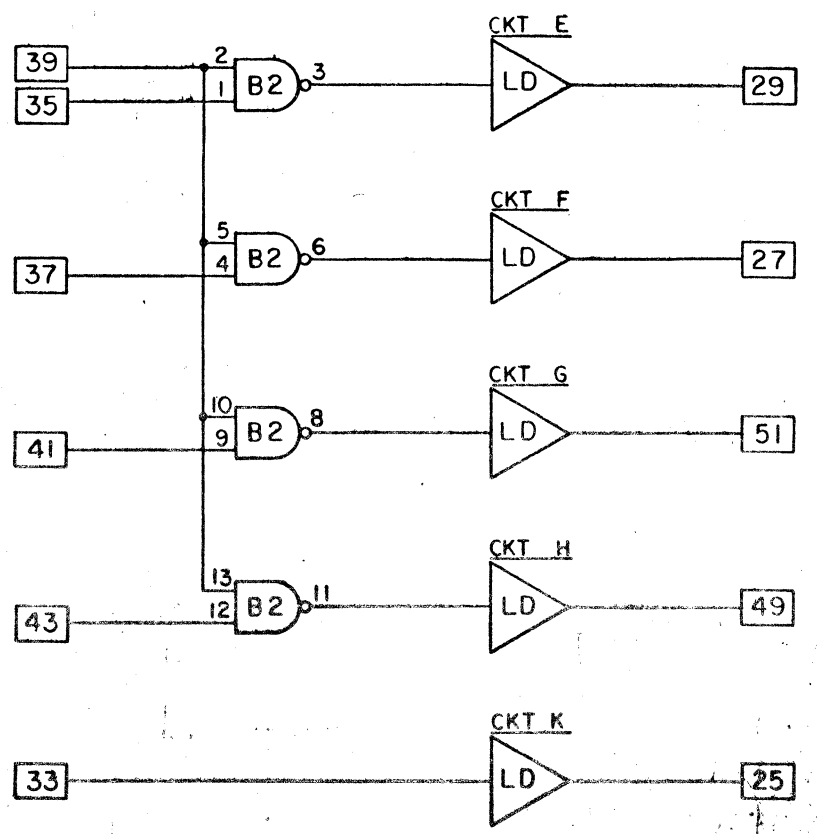 CKT E
39 2 B2 3 LD 29
35 1
CKT F
5 B2 6 LD 27
37 4
CKT G
10 B2 8 LD 51
41 9
CKT H
13 B2 11 LD 49
43 12
CKT K
33 LD 25